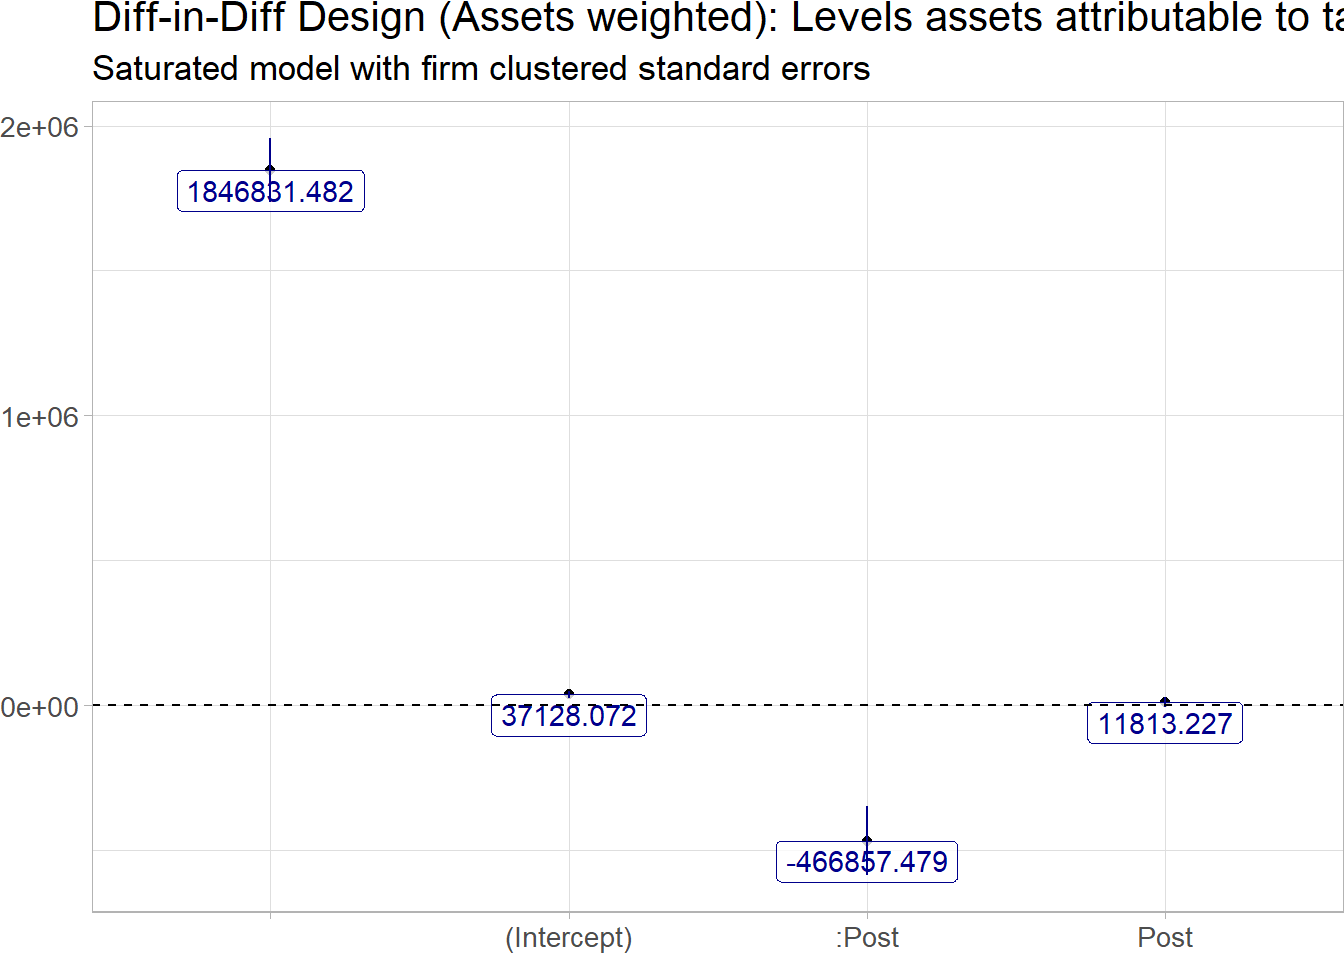 Diff-in-Diff Design (Assets weighted): Levels assets attributable to ta
Saturated model with firm clustered standard errors
2e+06
1846831.482
1e+06
0e+00
37128.072
11813.227
-466857.479
(Intercept)
:Post
Post